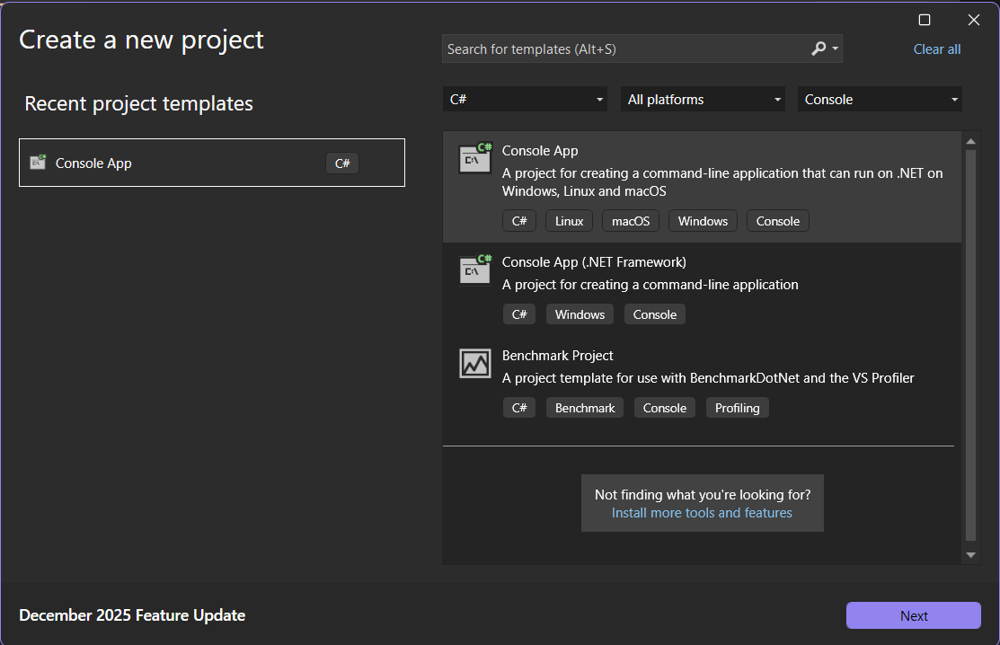 Create a new project
Search for templates (Alt+S)
Clear all
Recent project templates
C#
All platforms
Console
Console App
C#
C#
E:\
Console App
A project for creating a command-line application that can run on .NET on
Windows, Linux and macOS
C# Linux macOS Windows Console
C#
Console App (.NET Framework)
A project for creating a command-line application
C# Windows Console
Benchmark Project
A project template for use with BenchmarkDotNet and the VS Profiler
C# Benchmark Console Profiling
Not finding what you're looking for?
Install more tools and features
December 2025 Feature Update
Next